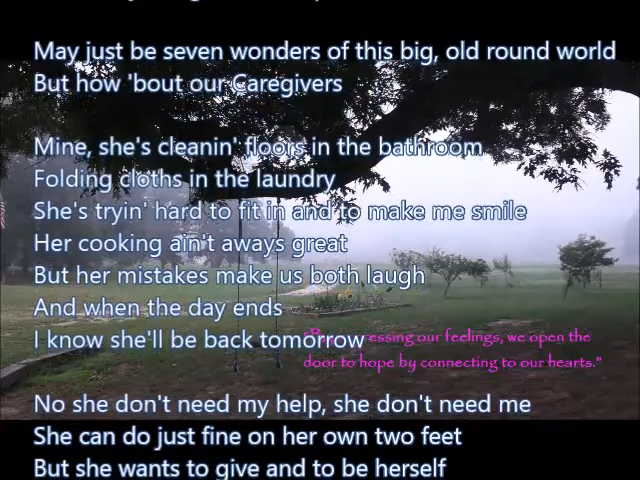 May just be seven wonders of this big, old round world
But how 'bout our Caregivers
Mine, she's cleanin' floors in the bathroom
Folding cloths in the laundry
She's tryin' hard to fit in and to make me smile
Her cooking ain't aways great
But her mistakes make us both laugh
And when the day ends
I know she'll be back tomorrow
our feelings, we open the
door to hope by connecting to our hearts."
No she don't need my help, she don't need me
She can do just fine on her own two feet
But she wants to give and to be herself